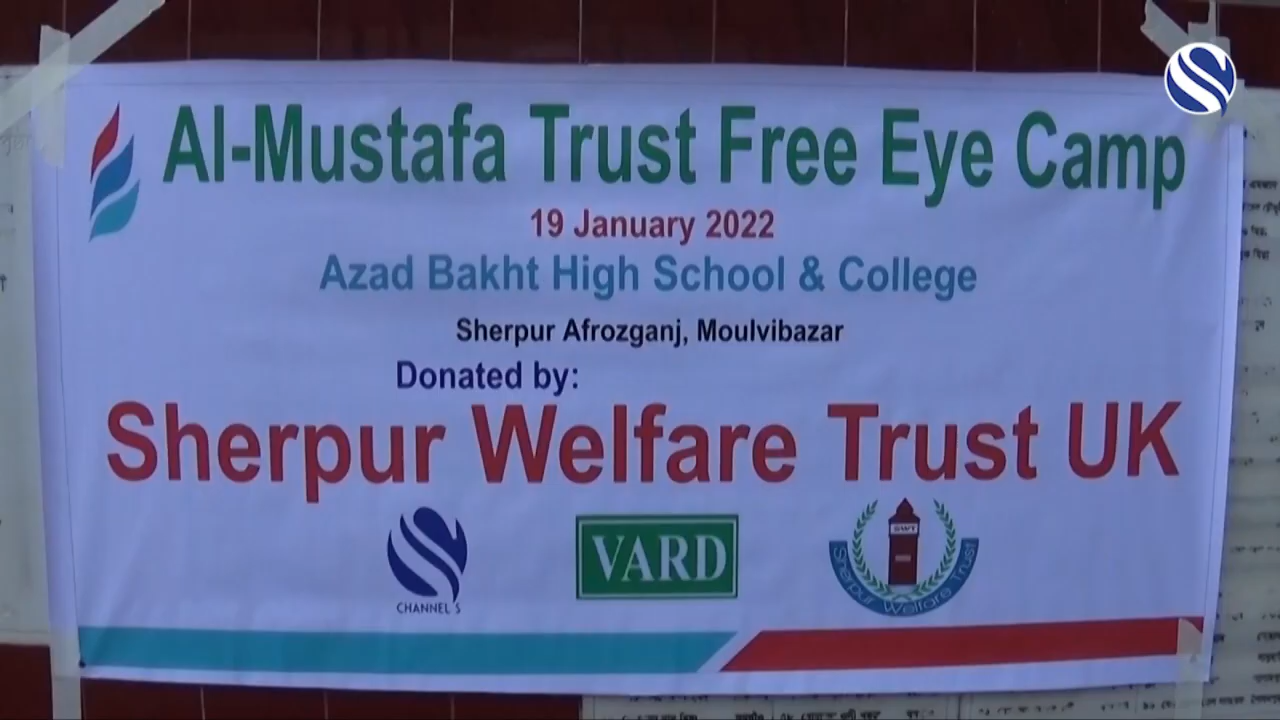 Al-Mustafa Trust Free Eye Camp
19 January 2022
Azad Bakht High School & College
Sherpur Afrozganj, Moulvibazar
Donated by:
Sherpur Welfare Trust UK
CHANNEL S
VARD
SWT
Sherpur Welfare Trust